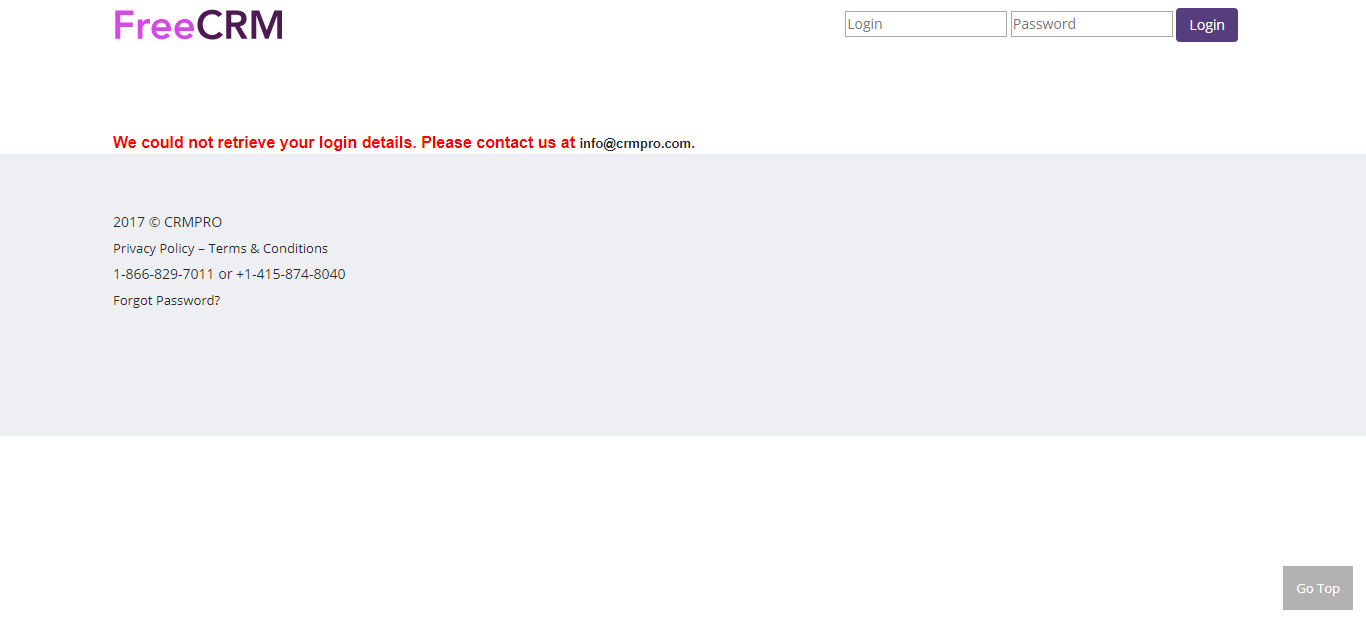 FreeCRM
Login Password Login
We could not retrieve your login details. Please contact us at info@crmpro.com.
2017 © CRMPRO
Privacy Policy – Terms & Conditions
1-866-829-7011 or +1-415-874-8040
Forgot Password?
Go Top